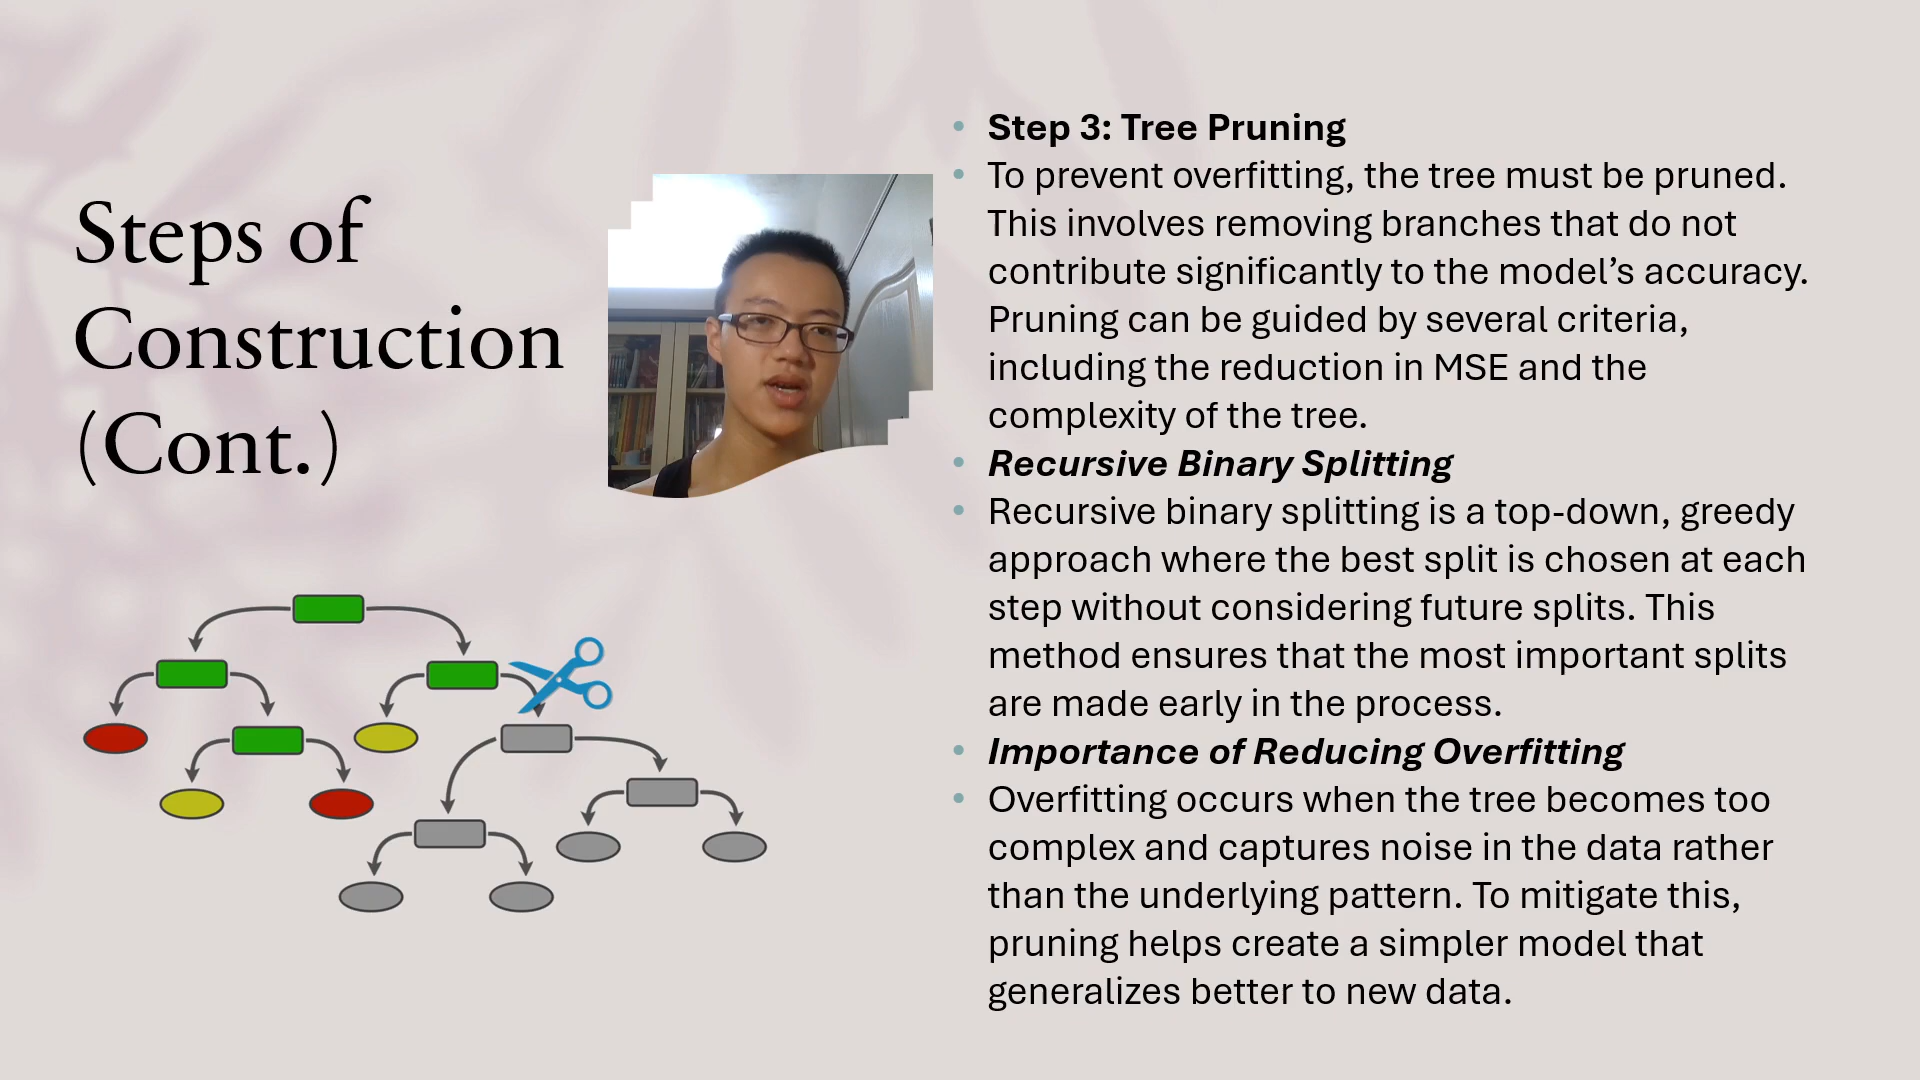 Steps of
Construction
(Cont.)
• Step 3: Tree Pruning
• To prevent overfitting, the tree must be pruned.
This involves removing branches that do not
contribute significantly to the model’s accuracy.
Pruning can be guided by several criteria,
including the reduction in MSE and the
complexity of the tree.
• Recursive Binary Splitting
• Recursive binary splitting is a top-down, greedy
approach where the best split is chosen at each
step without considering future splits. This
method ensures that the most important splits
are made early in the process.
• Importance of Reducing Overfitting
• Overfitting occurs when the tree becomes too
complex and captures noise in the data rather
than the underlying pattern. To mitigate this,
pruning helps create a simpler model that
generalizes better to new data.